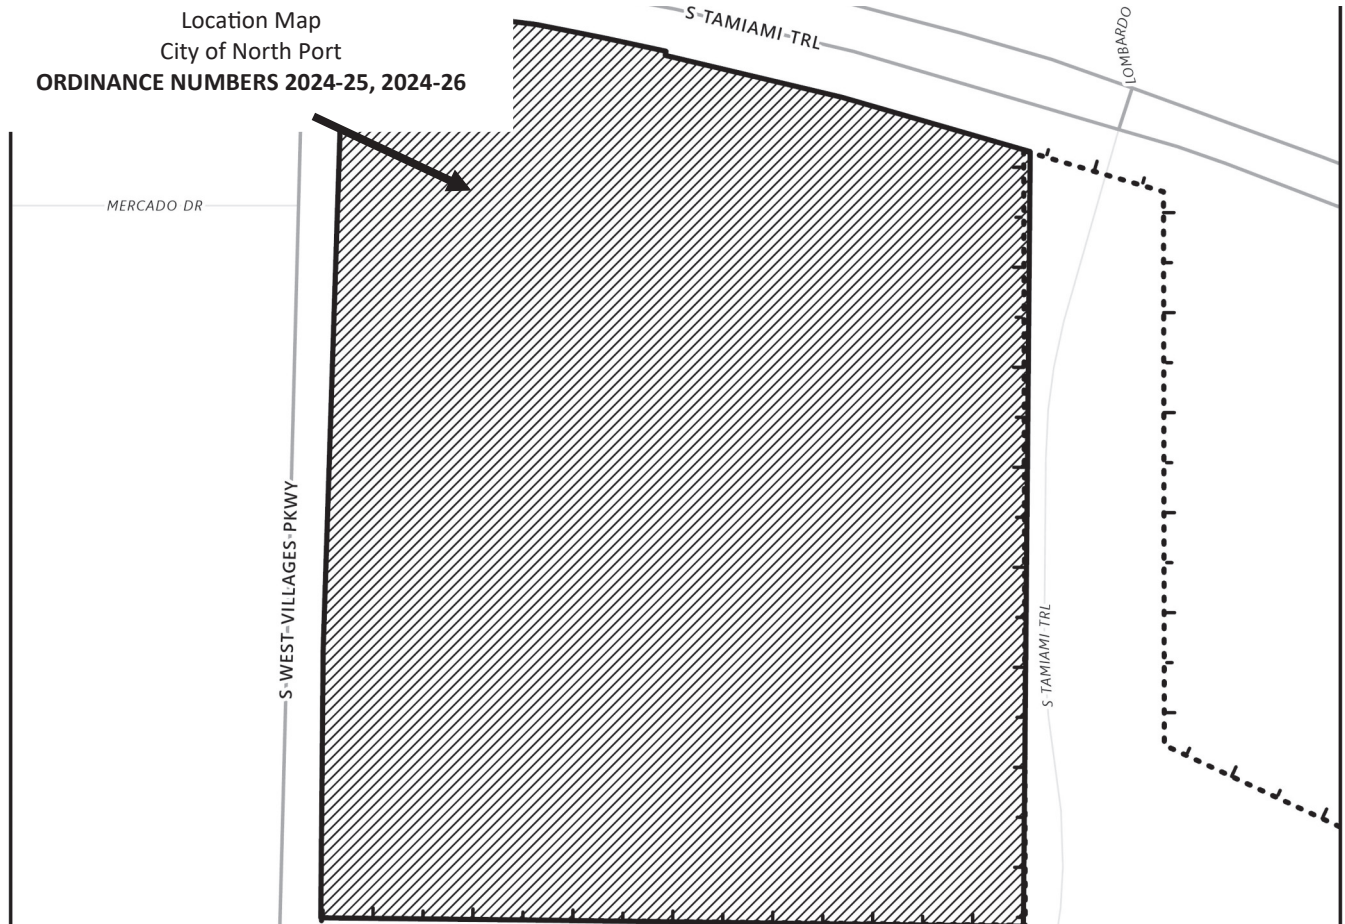 Location Map
City of North Port
ORDINANCE NUMBERS 2024-25, 2024-26
S TAMIAMI TRL
LOMBARDO
MERCADO DR
S WEST VILLAGES PKWY
S TAMIAMI TRL